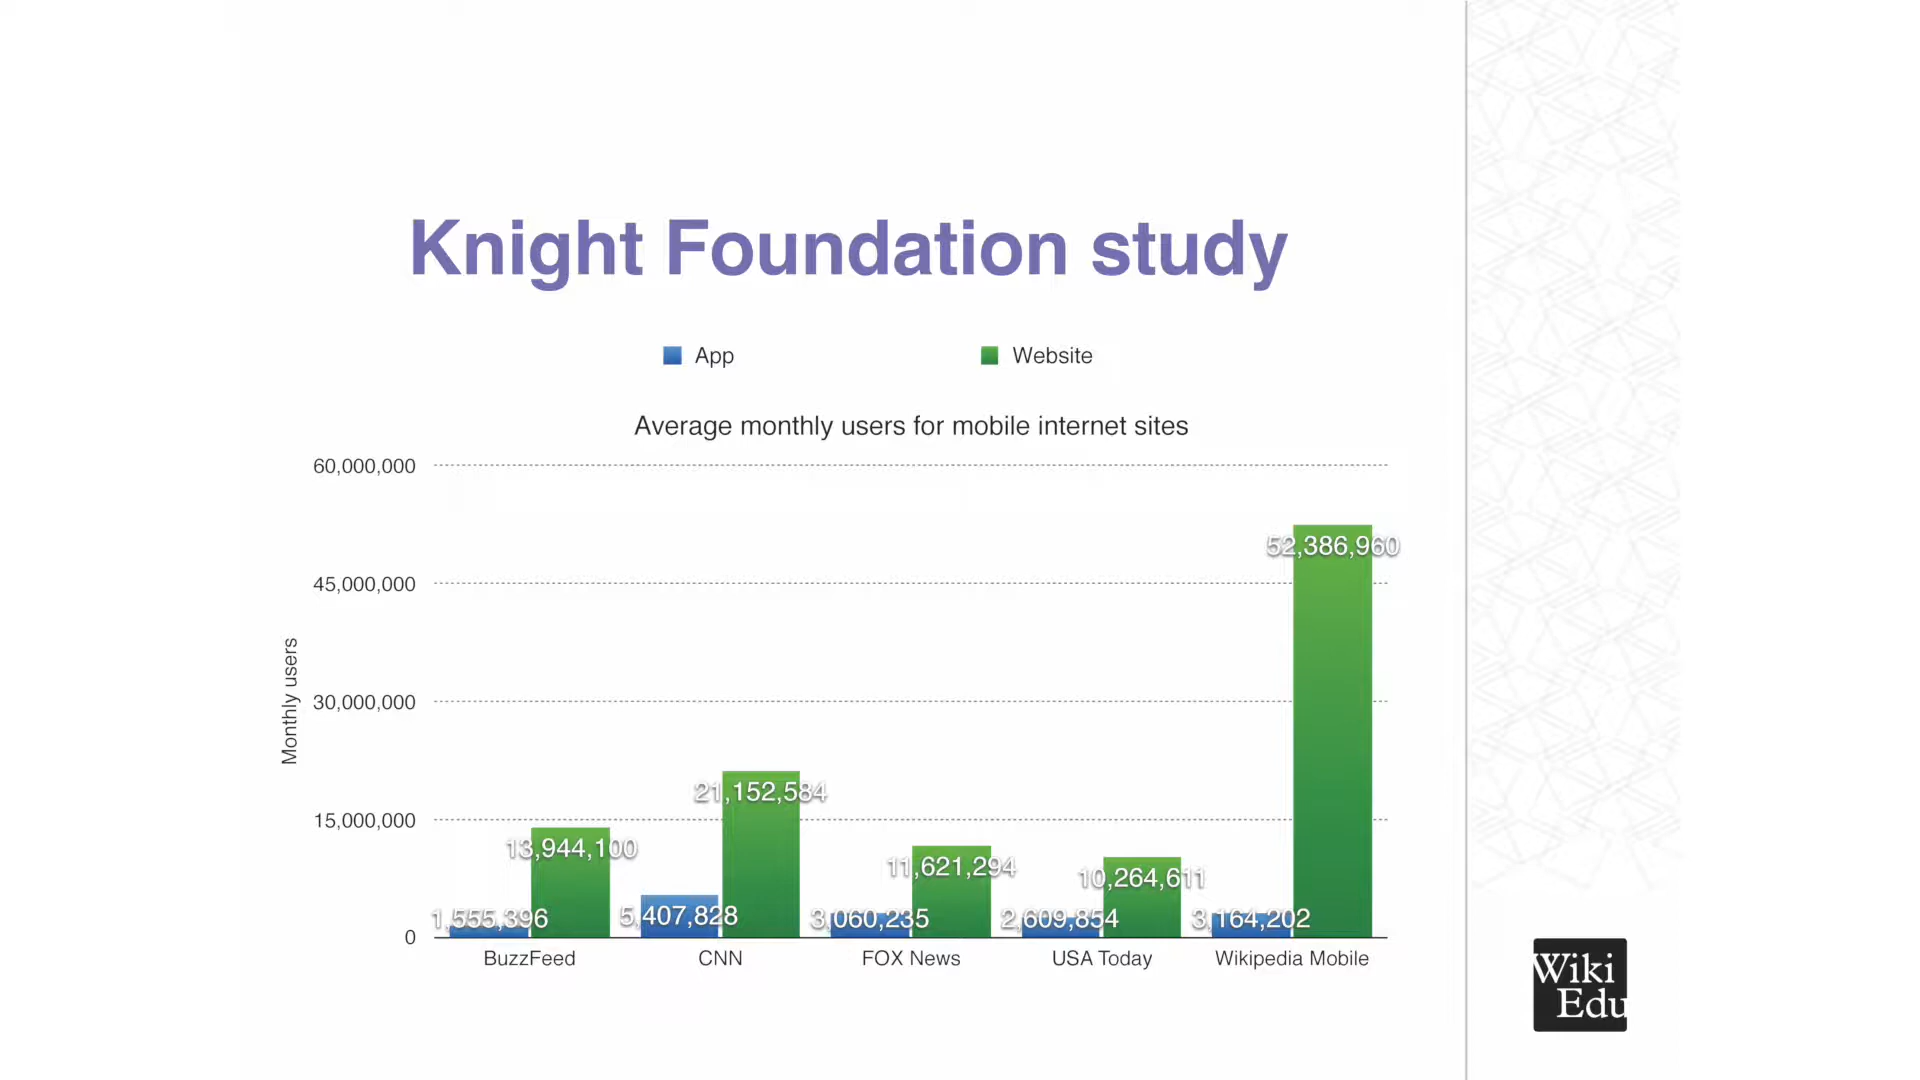 Knight Foundation study
App Website
Average monthly users for mobile internet sites
60,000,000
45,000,000
30,000,000
15,000,000
0
Monthly users
52,386,960
21,152,584
13,944,100
11,621,294
10,264,611
1,555,396
5,407,828
3,060,235
2,609,854
3,164,202
BuzzFeed CNN FOX News USA Today Wikipedia Mobile
Wiki
Edu